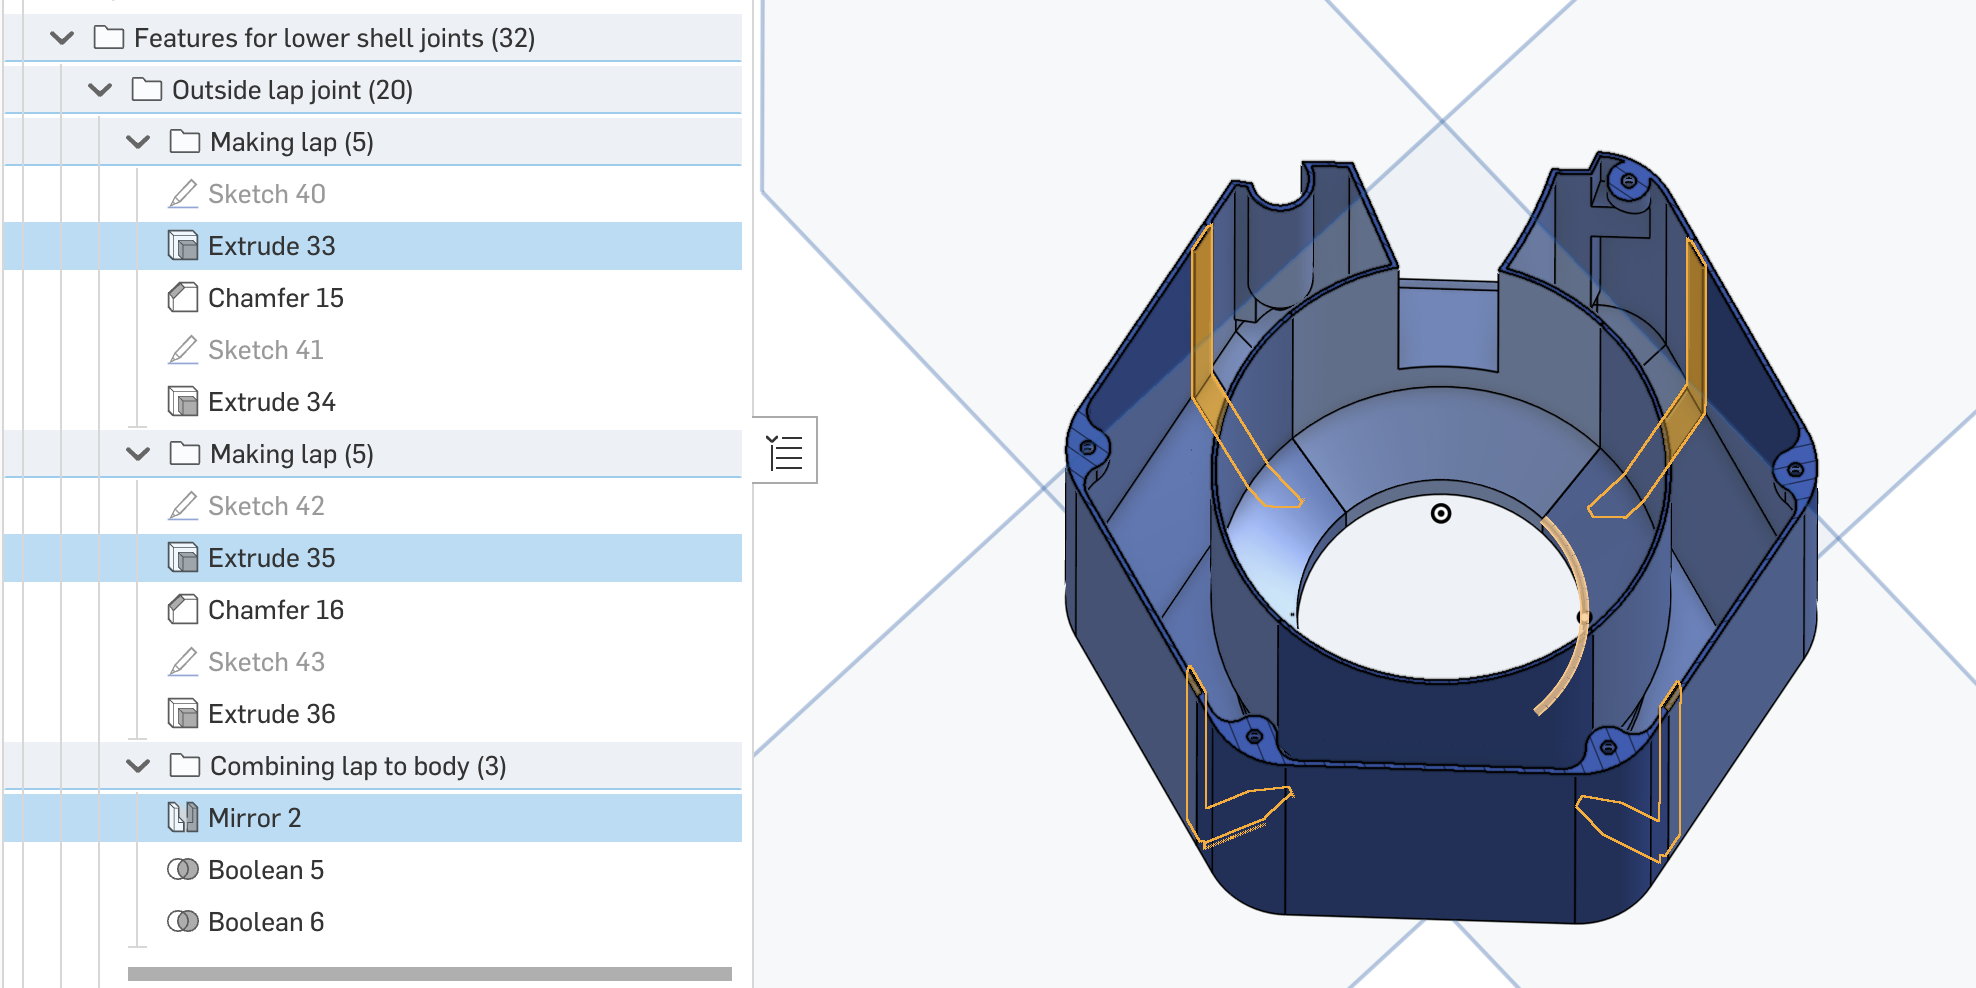 Features for lower shell joints (32)
Outside lap joint (20)
Making lap (5)
Sketch 40
Extrude 33
Chamfer 15
Sketch 41
Extrude 34
Making lap (5)
Sketch 42
Extrude 35
Chamfer 16
Sketch 43
Extrude 36
Combining lap to body (3)
Mirror 2
Boolean 5
Boolean 6